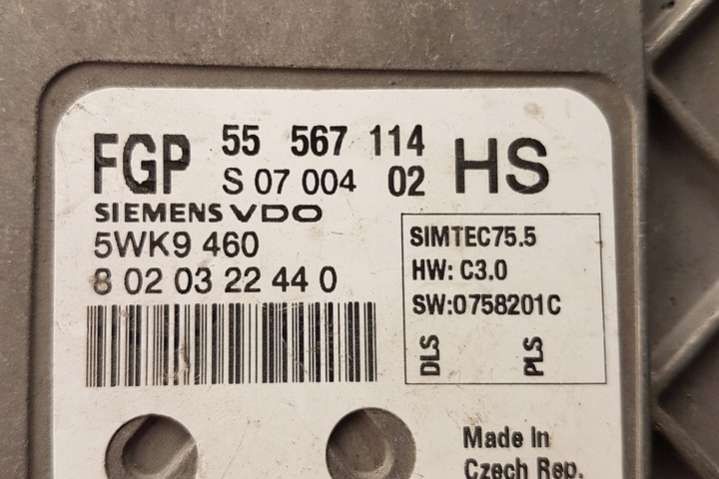 FGP 55 567 114 HS
S 07 004 02
SIEMENS VDO
5WK9 460
8 02 03 22 44 0
SIMTEC75.5
HW: C3.0
SW:0758201C
DLS PLS
Made In
Czech Rep.